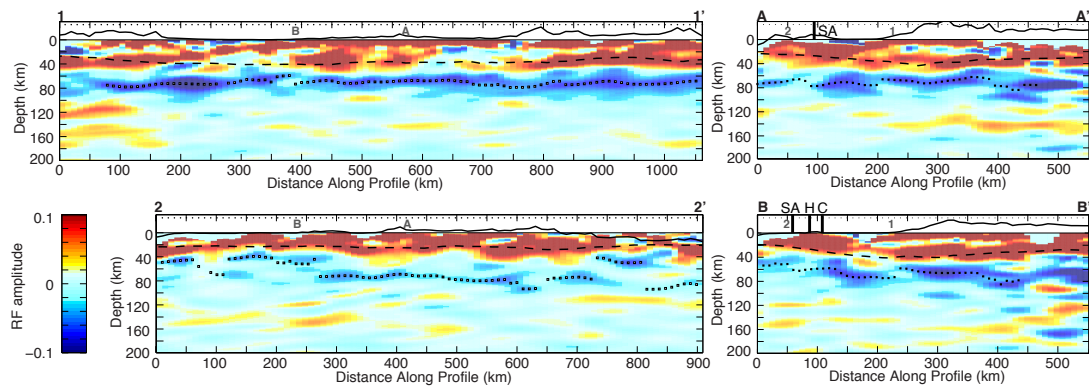 1 1'
B A
0
40
80
120
160
200
Depth (km)
0 100 200 300 400 500 600 700 800 900 1000
Distance Along Profile (km)
A A'
2 SA 1
0
40
80
120
160
200
Depth (km)
0 100 200 300 400 500
Distance Along Profile (km)
0.1
0
−0.1
RF amplitude
2 2'
B A
0
40
80
120
160
200
Depth (km)
0 100 200 300 400 500 600 700 800 900
Distance Along Profile (km)
B SA H C B'
2 1
0
40
80
120
160
200
Depth (km)
0 100 200 300 400 500
Distance Along Profile (km)